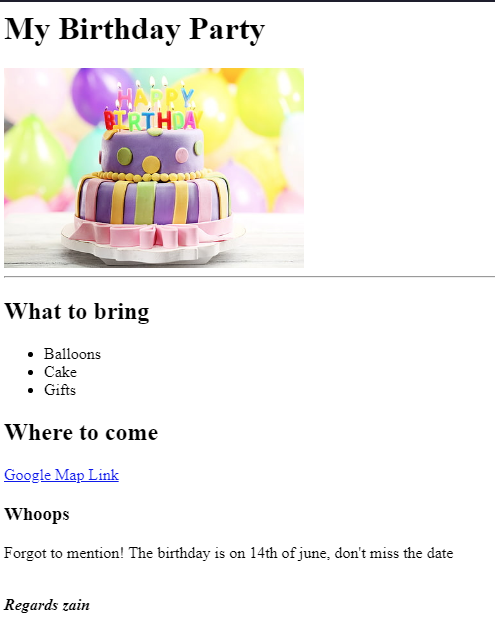 My Birthday Party
HAPPY
BIRTHDAY
What to bring
Balloons
Cake
Gifts
Where to come
Google Map Link
Whoops
Forgot to mention! The birthday is on 14th of june, don't miss the date
Regards zain